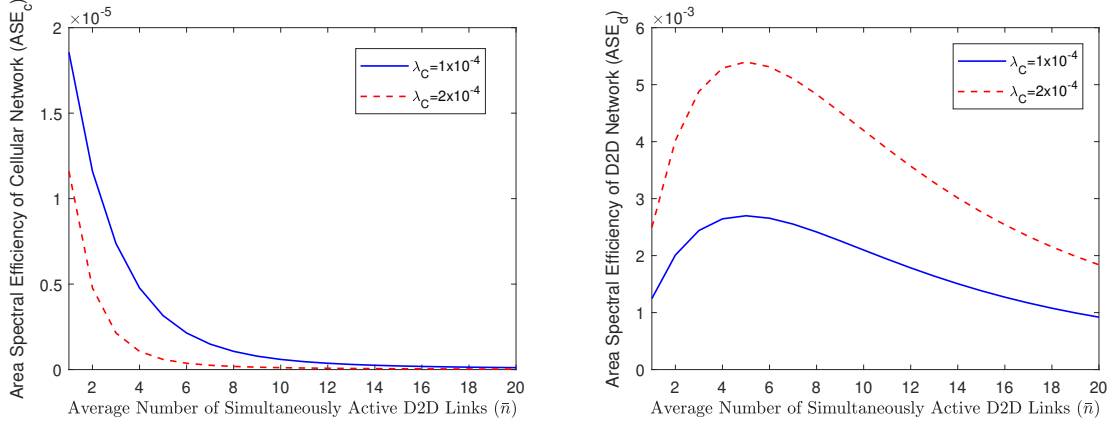 ×10⁻⁵
2
1.5
1
0.5
0
2 4 6 8 10 12 14 16 18 20
Area Spectral Efficiency of Cellular Network (ASE_c)
Average Number of Simultaneously Active D2D Links (n̄)
λ_C=1x10⁻⁴
λ_C=2x10⁻⁴
×10⁻³
6
5
4
3
2
1
0
2 4 6 8 10 12 14 16 18 20
Area Spectral Efficiency of D2D Network (ASE_d)
Average Number of Simultaneously Active D2D Links (n̄)
λ_C=1x10⁻⁴
λ_C=2x10⁻⁴